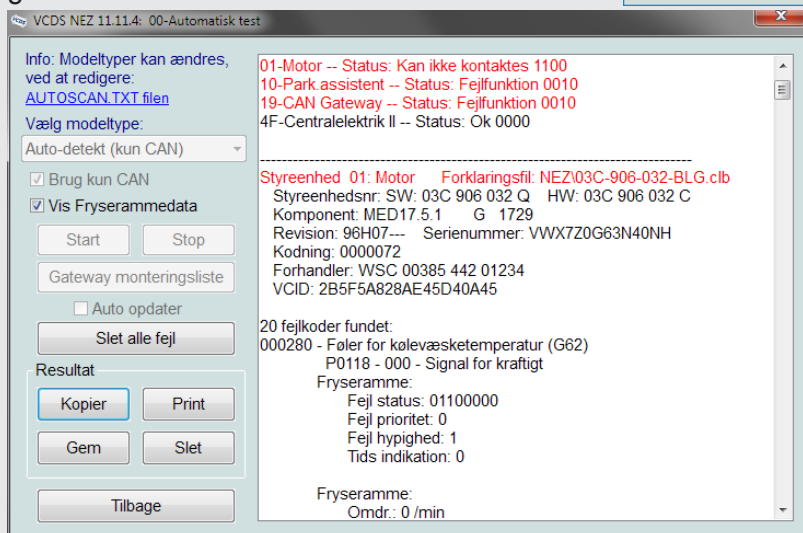 VCDS NEZ 11.11.4: 00-Automatisk test
Info: Modeltyper kan ændres,
ved at redigere:
AUTOSCAN.TXT filen
Vælg modeltype:
Auto-detekt (kun CAN)
Brug kun CAN
Vis Fryserammedata
Start
Stop
Gateway monteringsliste
Auto opdater
Slet alle fejl
Resultat
Kopier
Print
Gem
Slet
Tilbage
01-Motor -- Status: Kan ikke kontaktes 1100
10-Park.assistent -- Status: Fejlfunktion 0010
19-CAN Gateway -- Status: Fejlfunktion 0010
4F-Centralelektrik II -- Status: Ok 0000
-------------------------------------------------------------------------------
Styreenhed 01: Motor Forklaringsfil: NEZ\03C-906-032-BLG.clb
Styreenhedsnr: SW: 03C 906 032 Q HW: 03C 906 032 C
Komponent: MED17.5.1 G 1729
Revision: 96H07--- Serienummer: VWX7Z0G63N40NH
Kodning: 0000072
Forhandler: WSC 00385 442 01234
VCID: 2B5F5A828AE45D40A45
20 fejlkoder fundet:
000280 - Føler for kølevæsketemperatur (G62)
P0118 - 000 - Signal for kraftigt
Fryseramme:
Fejl status: 01100000
Fejl prioritet: 0
Fejl hypighed: 1
Tids indikation: 0
Fryseramme:
Omdr.: 0 /min